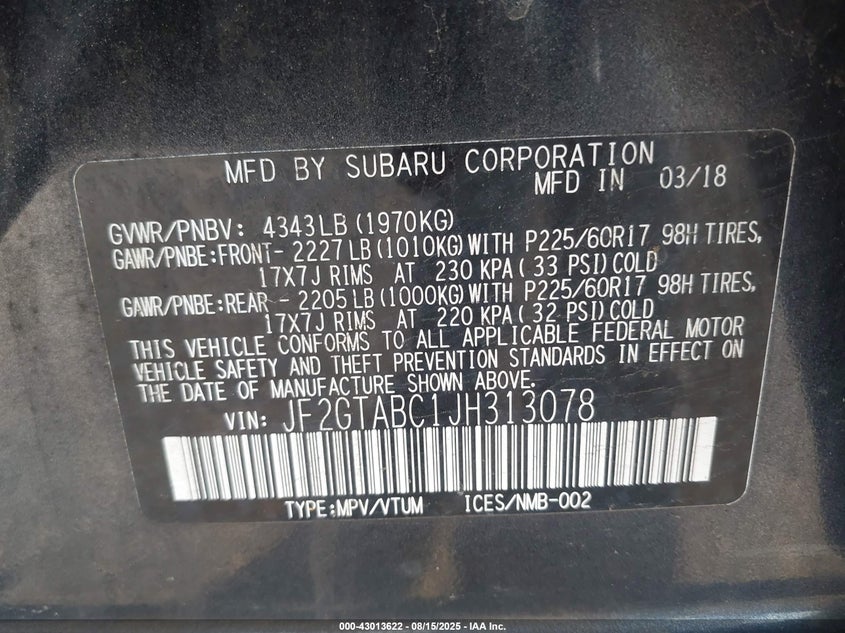 MFD BY SUBARU CORPORATION
MFD IN 03/18
GVWR/PNBV: 4343LB (1970KG)
GAWR/PNBE:FRONT- 2227LB (1010KG) WITH P225/60R17 98H TIRES,
17X7J RIMS AT 230 KPA( 33 PSI)COLD
GAWR/PNBE:REAR - 2205LB (1000KG) WITH P225/60R17 98H TIRES,
17X7J RIMS AT 220 KPA( 32 PSI)COLD
THIS VEHICLE CONFORMS TO ALL APPLICABLE FEDERAL MOTOR
VEHICLE SAFETY AND THEFT PREVENTION STANDARDS IN EFFECT ON
THE DATE OF MANUFACTURE SHOWN ABOVE.
VIN: JF2GTABC1JH313078
TYPE:MPV/VTUM ICES/NMB-002
000-43013622 - 08/15/2025 - IAA Inc.